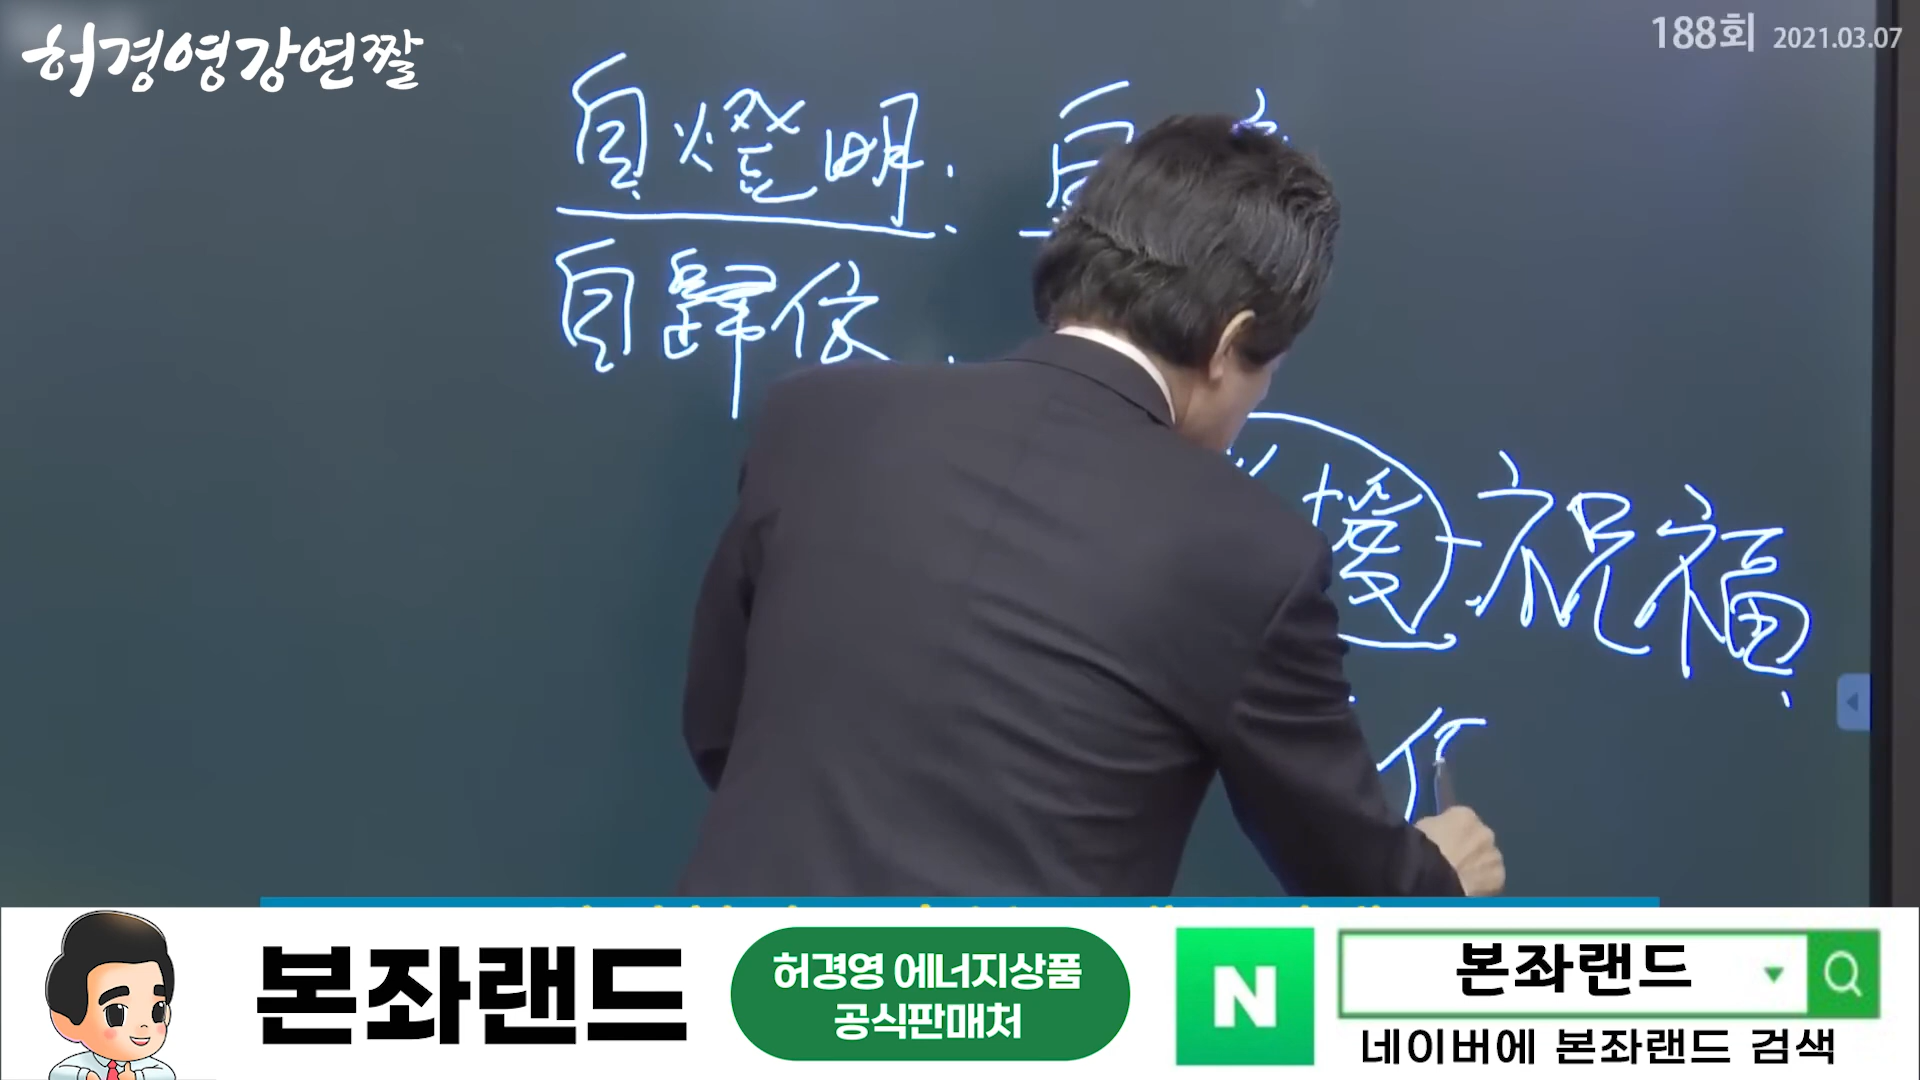 허경영강연짤
188회 2021.03.07
自燈明: 自
自歸依
援 祝福
본좌랜드
허경영 에너지상품
공식판매처
N
본좌랜드
네이버에 본좌랜드 검색